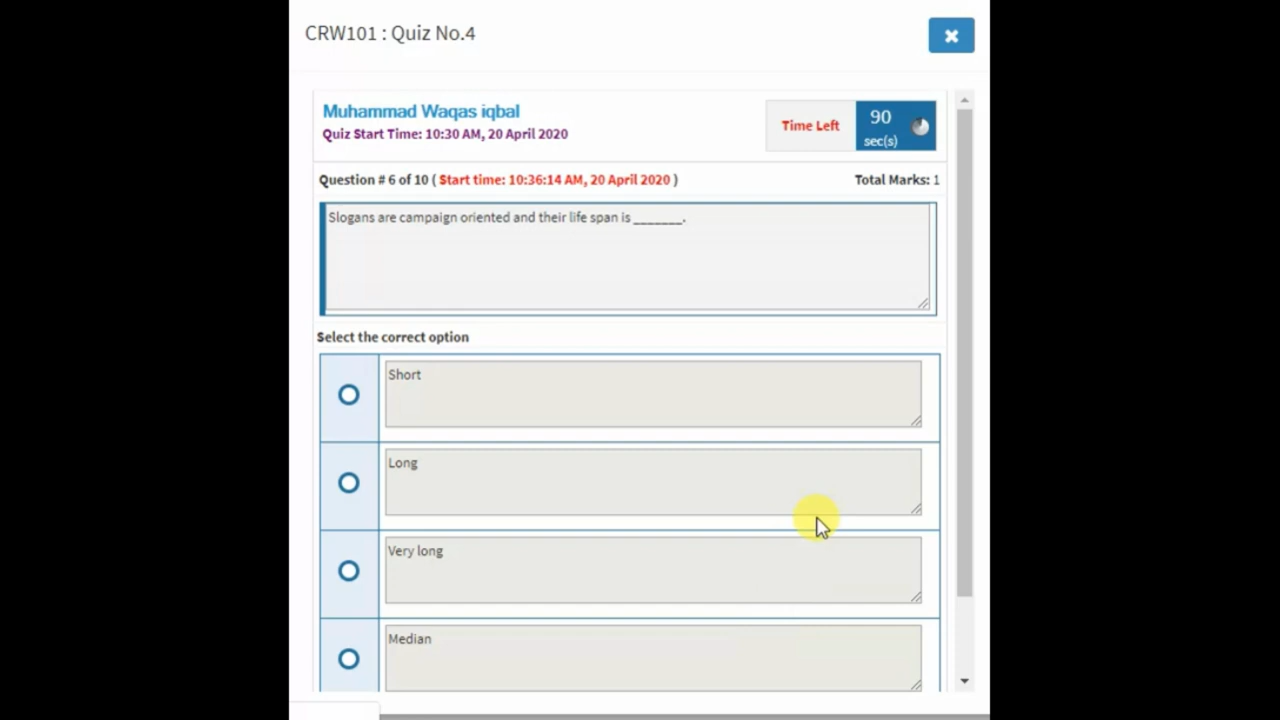 CRW101 : Quiz No.4
Muhammad Waqas iqbal
Quiz Start Time: 10:30 AM, 20 April 2020
Time Left
90
sec(s)
Question # 6 of 10 ( Start time: 10:36:14 AM, 20 April 2020 )
Total Marks: 1
Slogans are campaign oriented and their life span is _______.
Select the correct option
Short
Long
Very long
Median